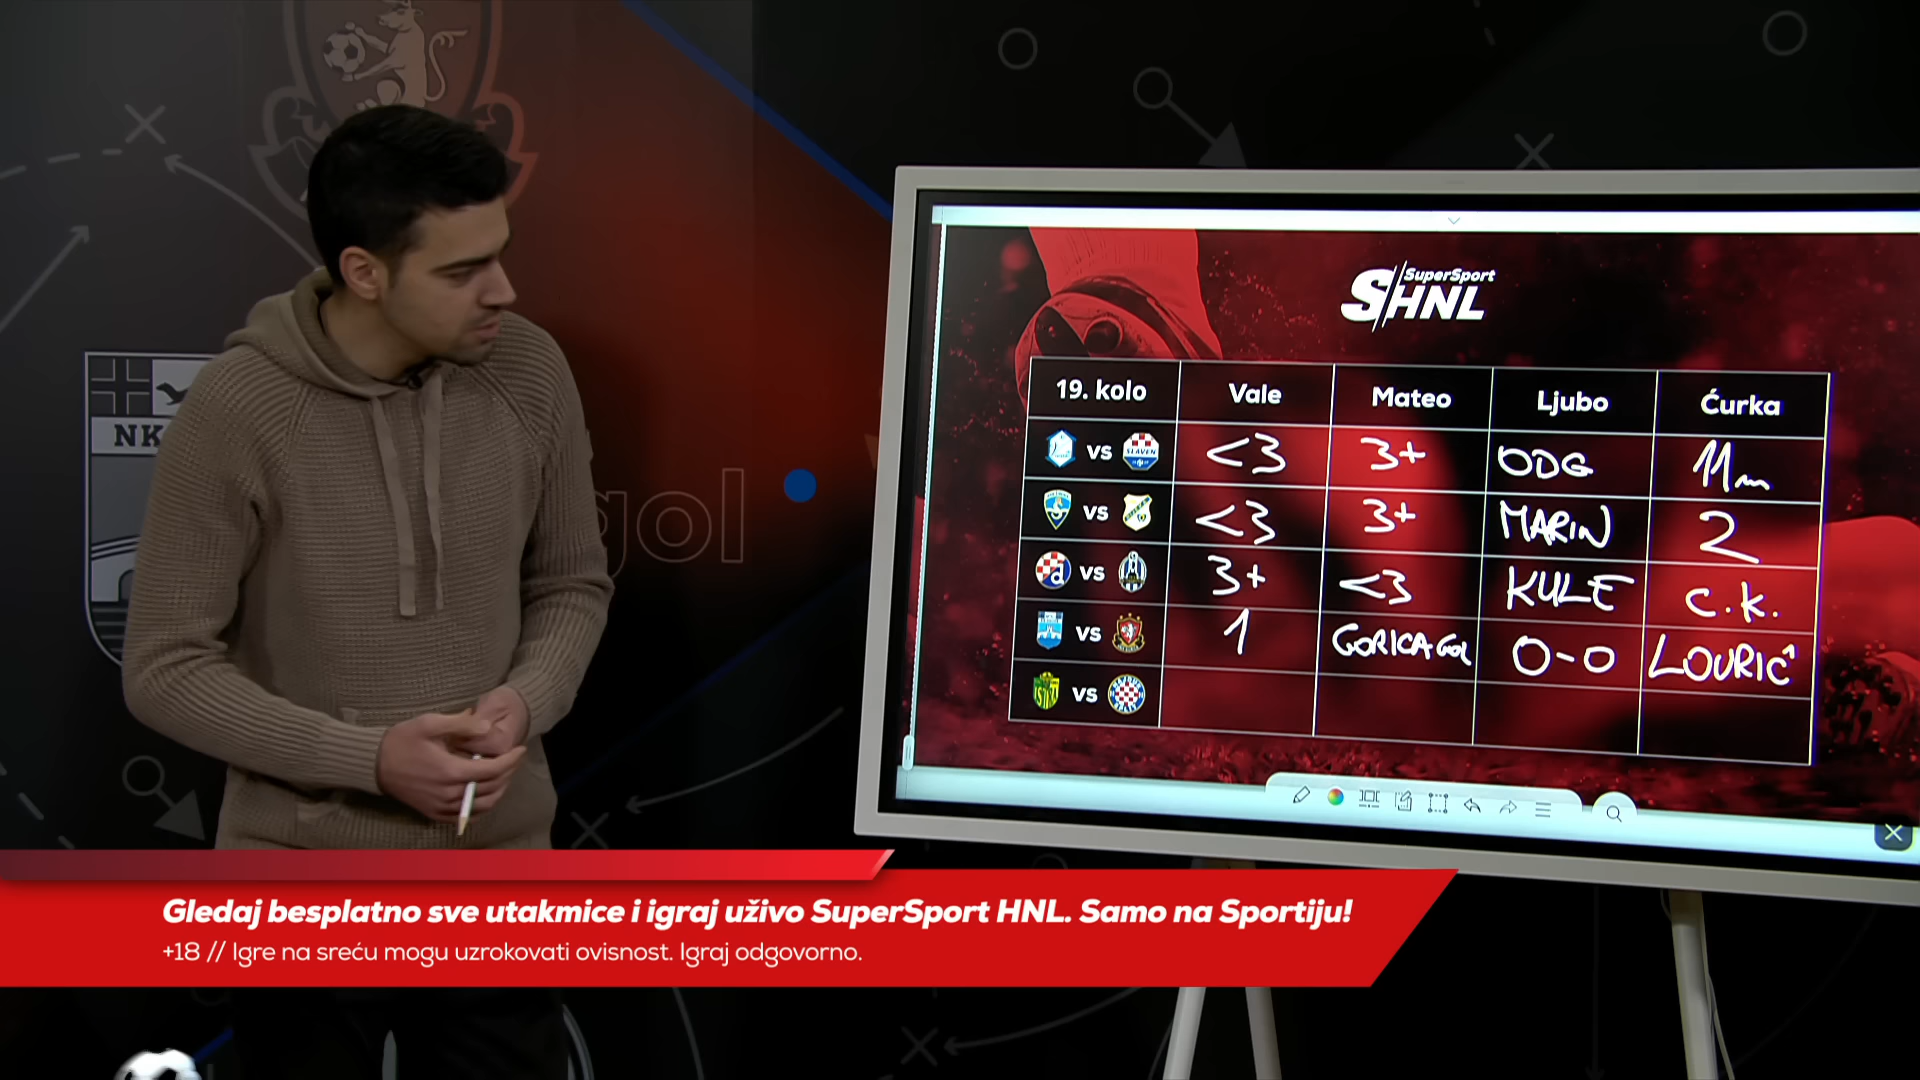 NK
gol
SuperSport
SHNL
19. kolo Vale Mateo Ljubo Ćurka
vs SLAVEN <3 3+ ODG 11m
vs <3 3+ MARIN 2
vs 3+ <3 KULE C.K.
vs 1 GORICA GOL 0-0 LOVRIĆ
vs
Gledaj besplatno sve utakmice i igraj uživo SuperSport HNL. Samo na Sportiju!
+18 // Igre na sreću mogu uzrokovati ovisnost. Igraj odgovorno.